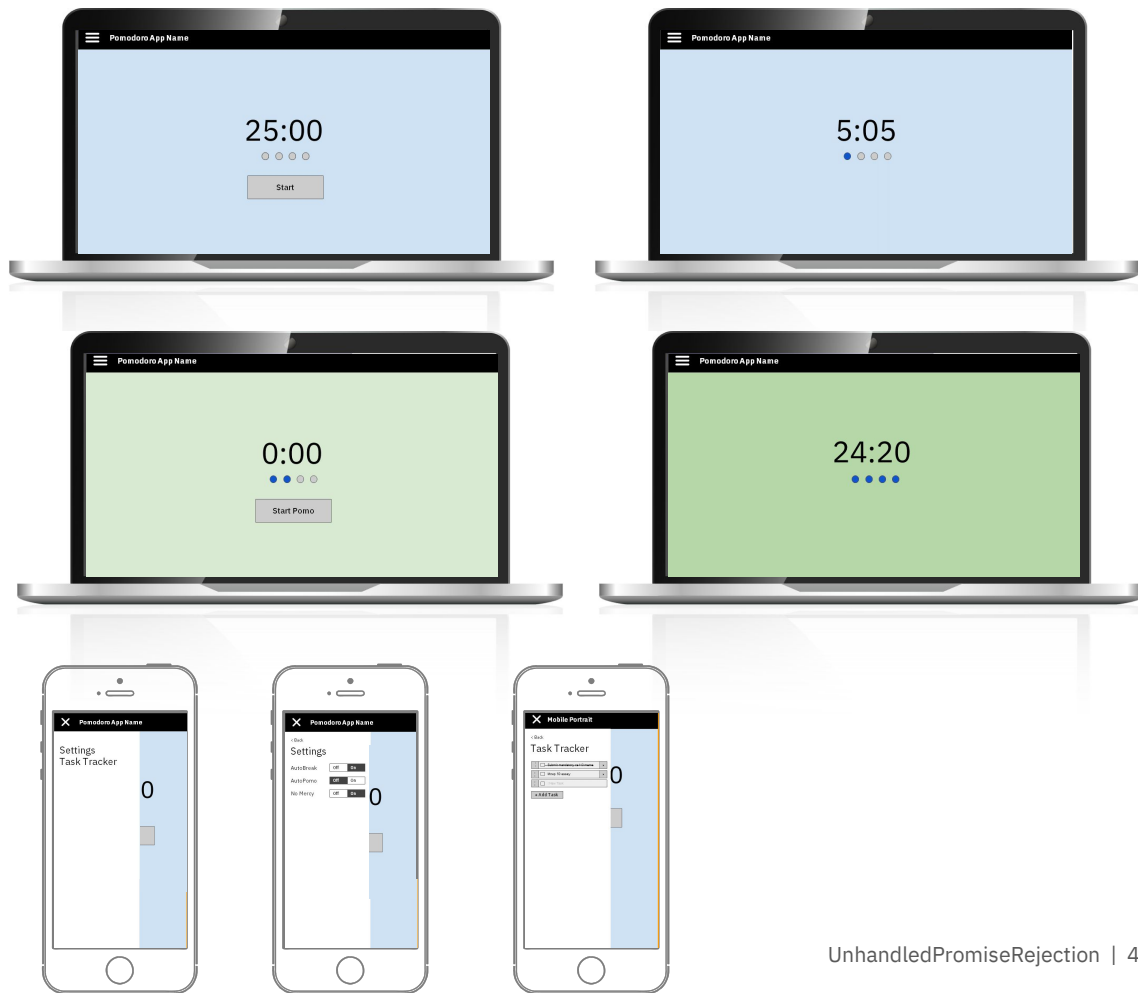 Pomodoro App Name
25:00
Start
Pomodoro App Name
5:05
Pomodoro App Name
0:00
Start Pomo
Pomodoro App Name
24:20
Pomodoro App Name
Settings
Task Tracker
0
Pomodoro App Name
< Back
Settings
AutoBreak Off On
AutoPomo Off On
No Mercy Off On
0
Mobile Portrait
< Back
Task Tracker
+ Add Task
0
UnhandledPromiseRejection | 4